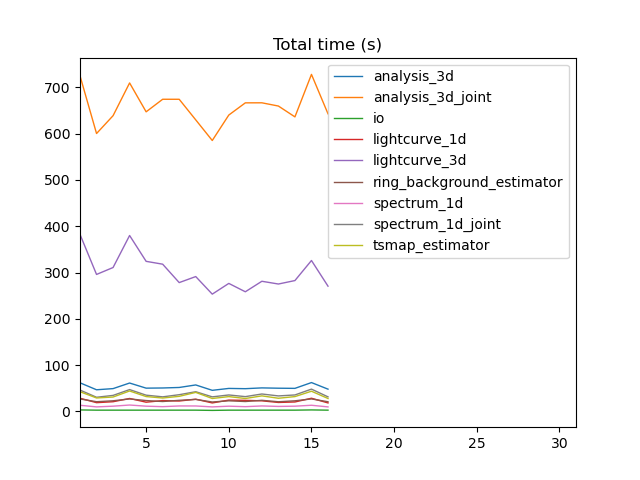 Total time (s)
analysis_3d
analysis_3d_joint
io
lightcurve_1d
lightcurve_3d
ring_background_estimator
spectrum_1d
spectrum_1d_joint
tsmap_estimator
700
600
500
400
300
200
100
0
5 10 15 20 25 30